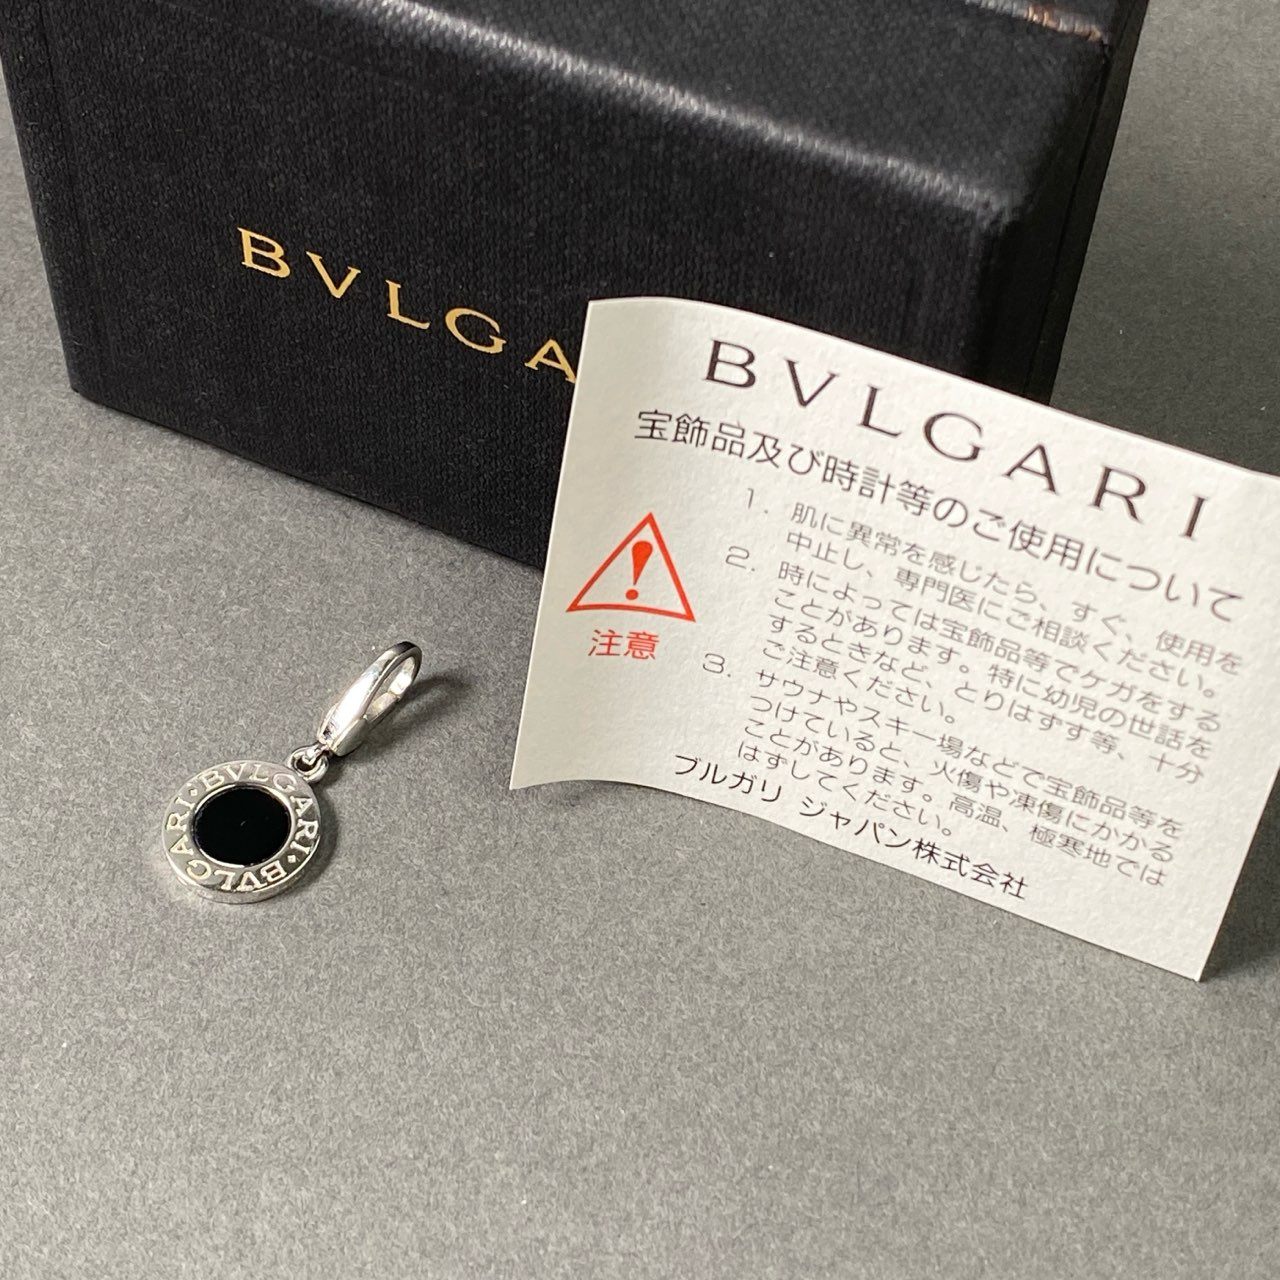 BVLGA
BVLGARI
宝飾品及び時計等のご使用について
注意
1. 肌に異常を感じたら、すぐ、使用を
中止し、専門医にご相談ください。
2. 時によっては宝飾品等でケガをする
ことがあります。特に幼児の世話を
するときなど、とりはずす等、十分
ご注意ください。
3. サウナやスキー場などで宝飾品等を
つけていると、火傷や凍傷にかかる
ことがあります。高温、極寒地では
はずしてください。
ブルガリ ジャパン株式会社
BVLGARI・BVLGARI・